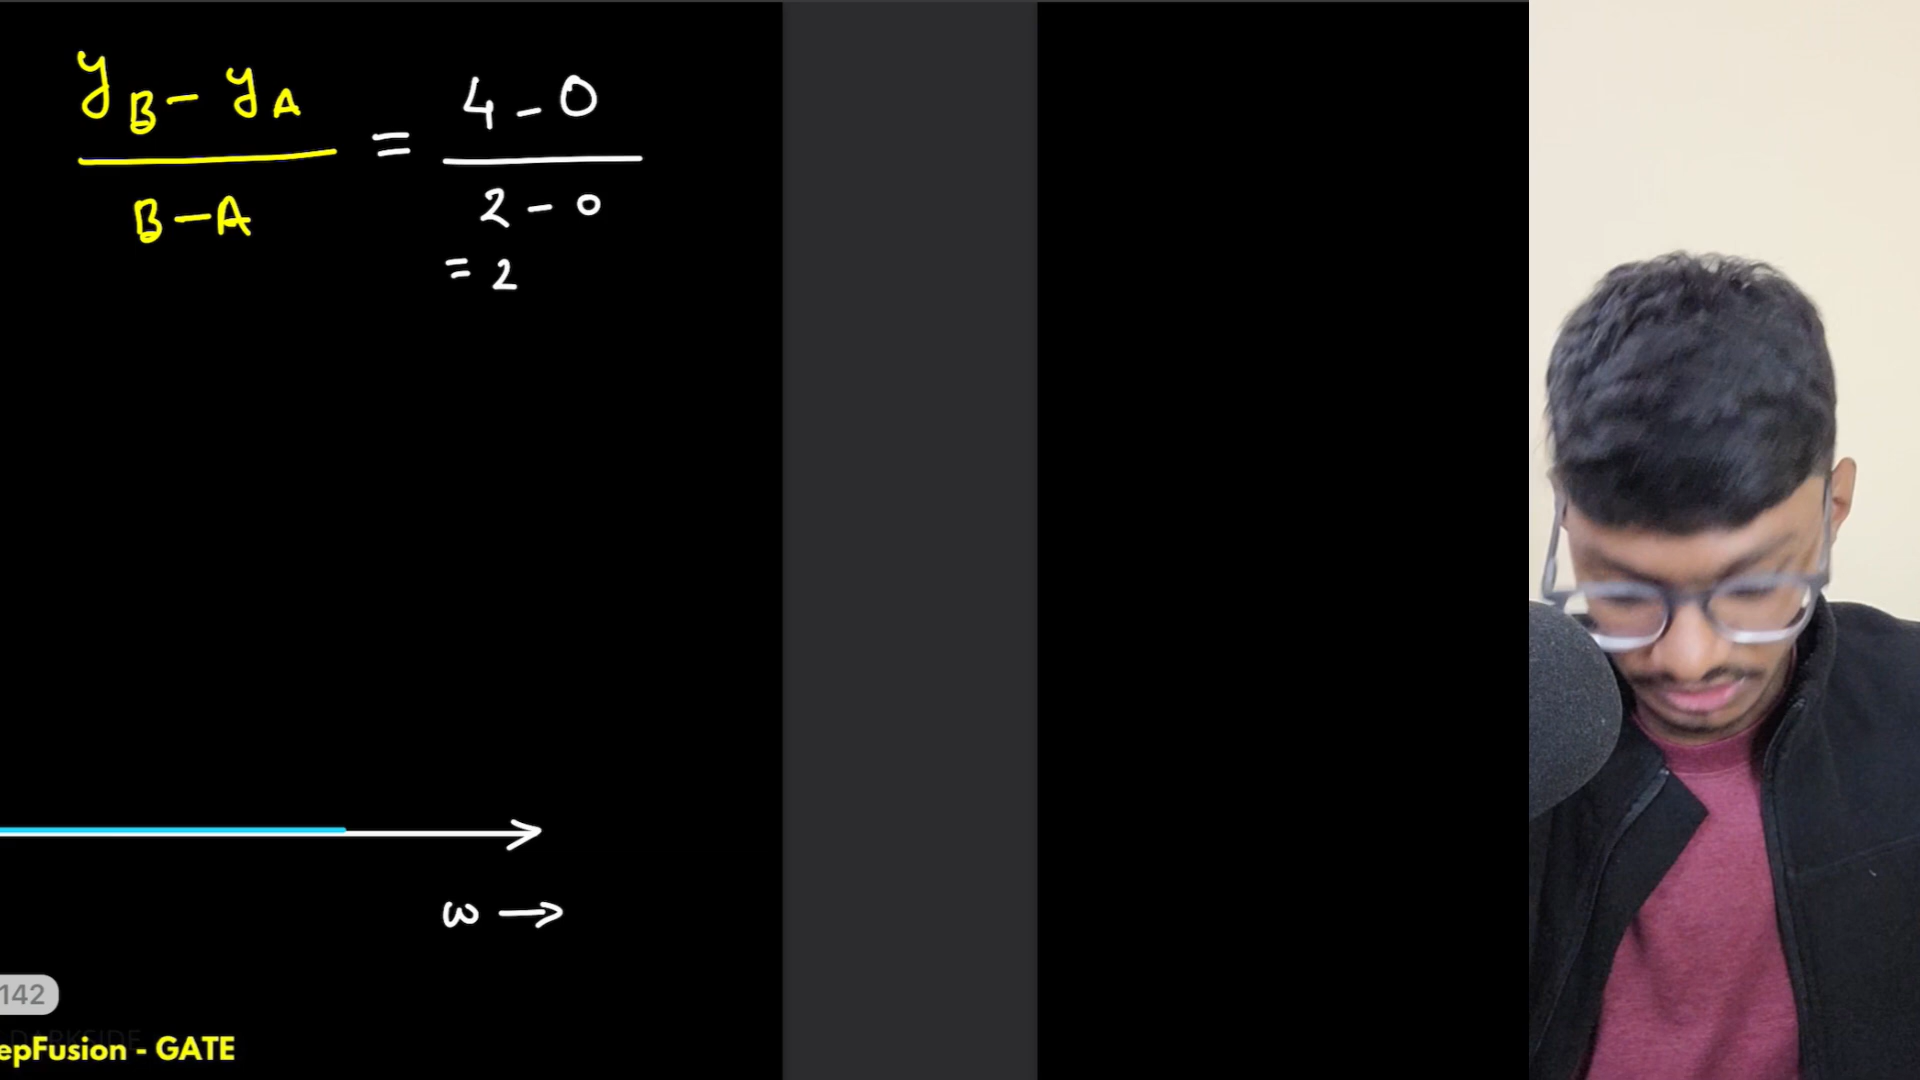 y_B - y_A / B - A = 4 - 0 / 2 - 0
= 2
ω →
142
epFusion - GATE